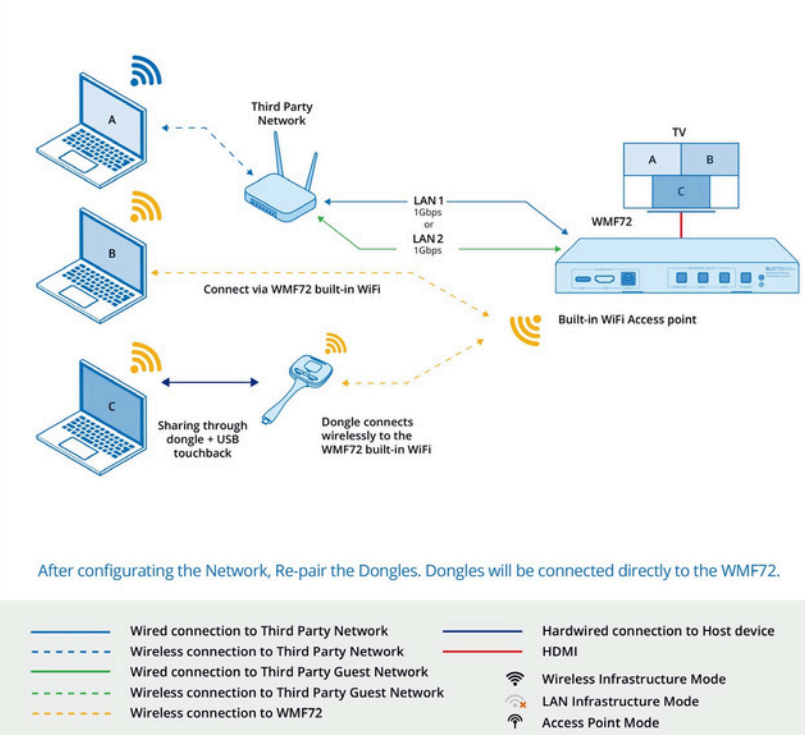 A
Third Party
Network
TV
A
B
C
LAN 1
1Gbps
or
LAN 2
1Gbps
WMF72
B
Connect via WMF72 built-in WiFi
Built-in WiFi Access point
C
Sharing through
dongle + USB
touchback
Dongle connects
wirelessly to the
WMF72 built-in WiFi
After configurating the Network, Re-pair the Dongles. Dongles will be connected directly to the WMF72.
Wired connection to Third Party Network
Wireless connection to Third Party Network
Wired connection to Third Party Guest Network
Wireless connection to Third Party Guest Network
Wireless connection to WMF72
Hardwired connection to Host device
HDMI
Wireless Infrastructure Mode
LAN Infrastructure Mode
Access Point Mode